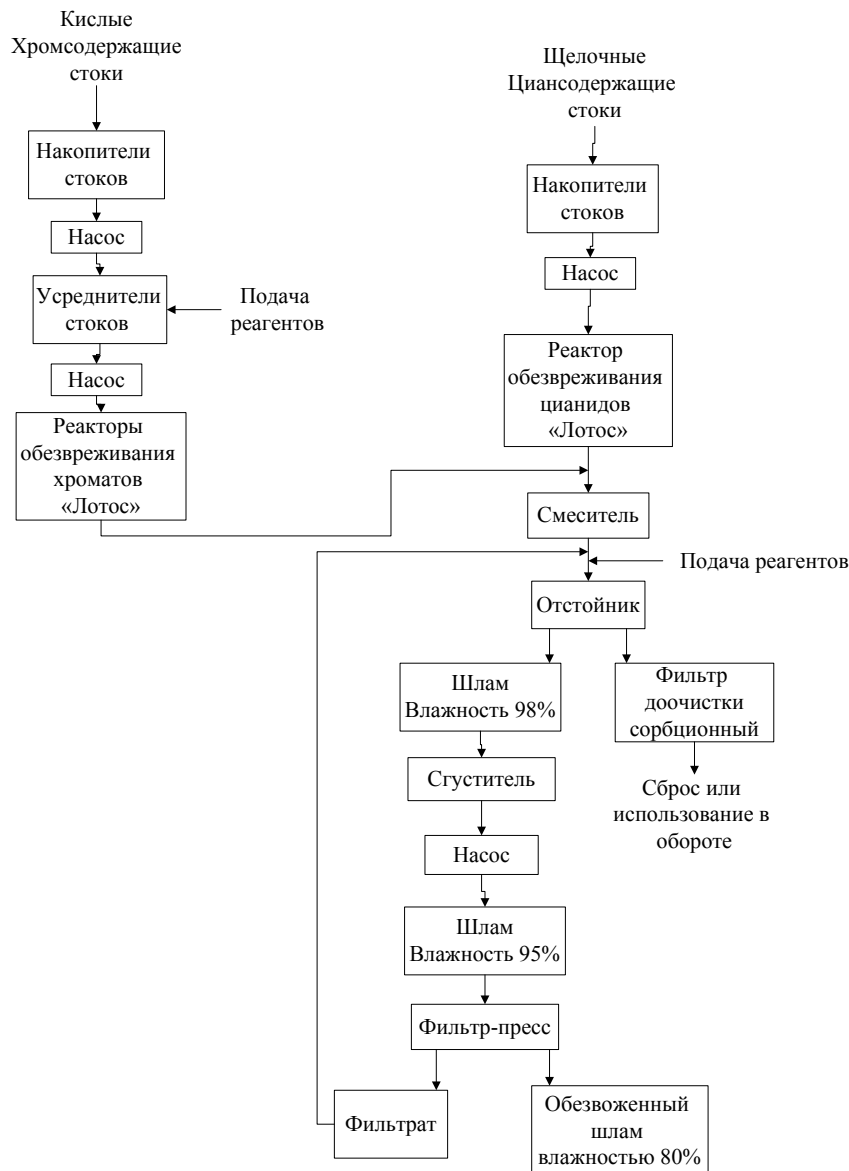 Кислые
Хромсодержащие
стоки
Накопители
стоков
Насос
Усреднители
стоков
Подача
реагентов
Насос
Реакторы
обезвреживания
хроматов
«Лотос»
Щелочные
Циансодержащие
стоки
Накопители
стоков
Насос
Реактор
обезвреживания
цианидов
«Лотос»
Смеситель
Подача реагентов
Отстойник
Шлам
Влажность 98%
Фильтр
доочистки
сорбционный
Сброс или
использование в
обороте
Сгуститель
Насос
Шлам
Влажность 95%
Фильтр-пресс
Фильтрат
Обезвоженный
шлам
влажностью 80%